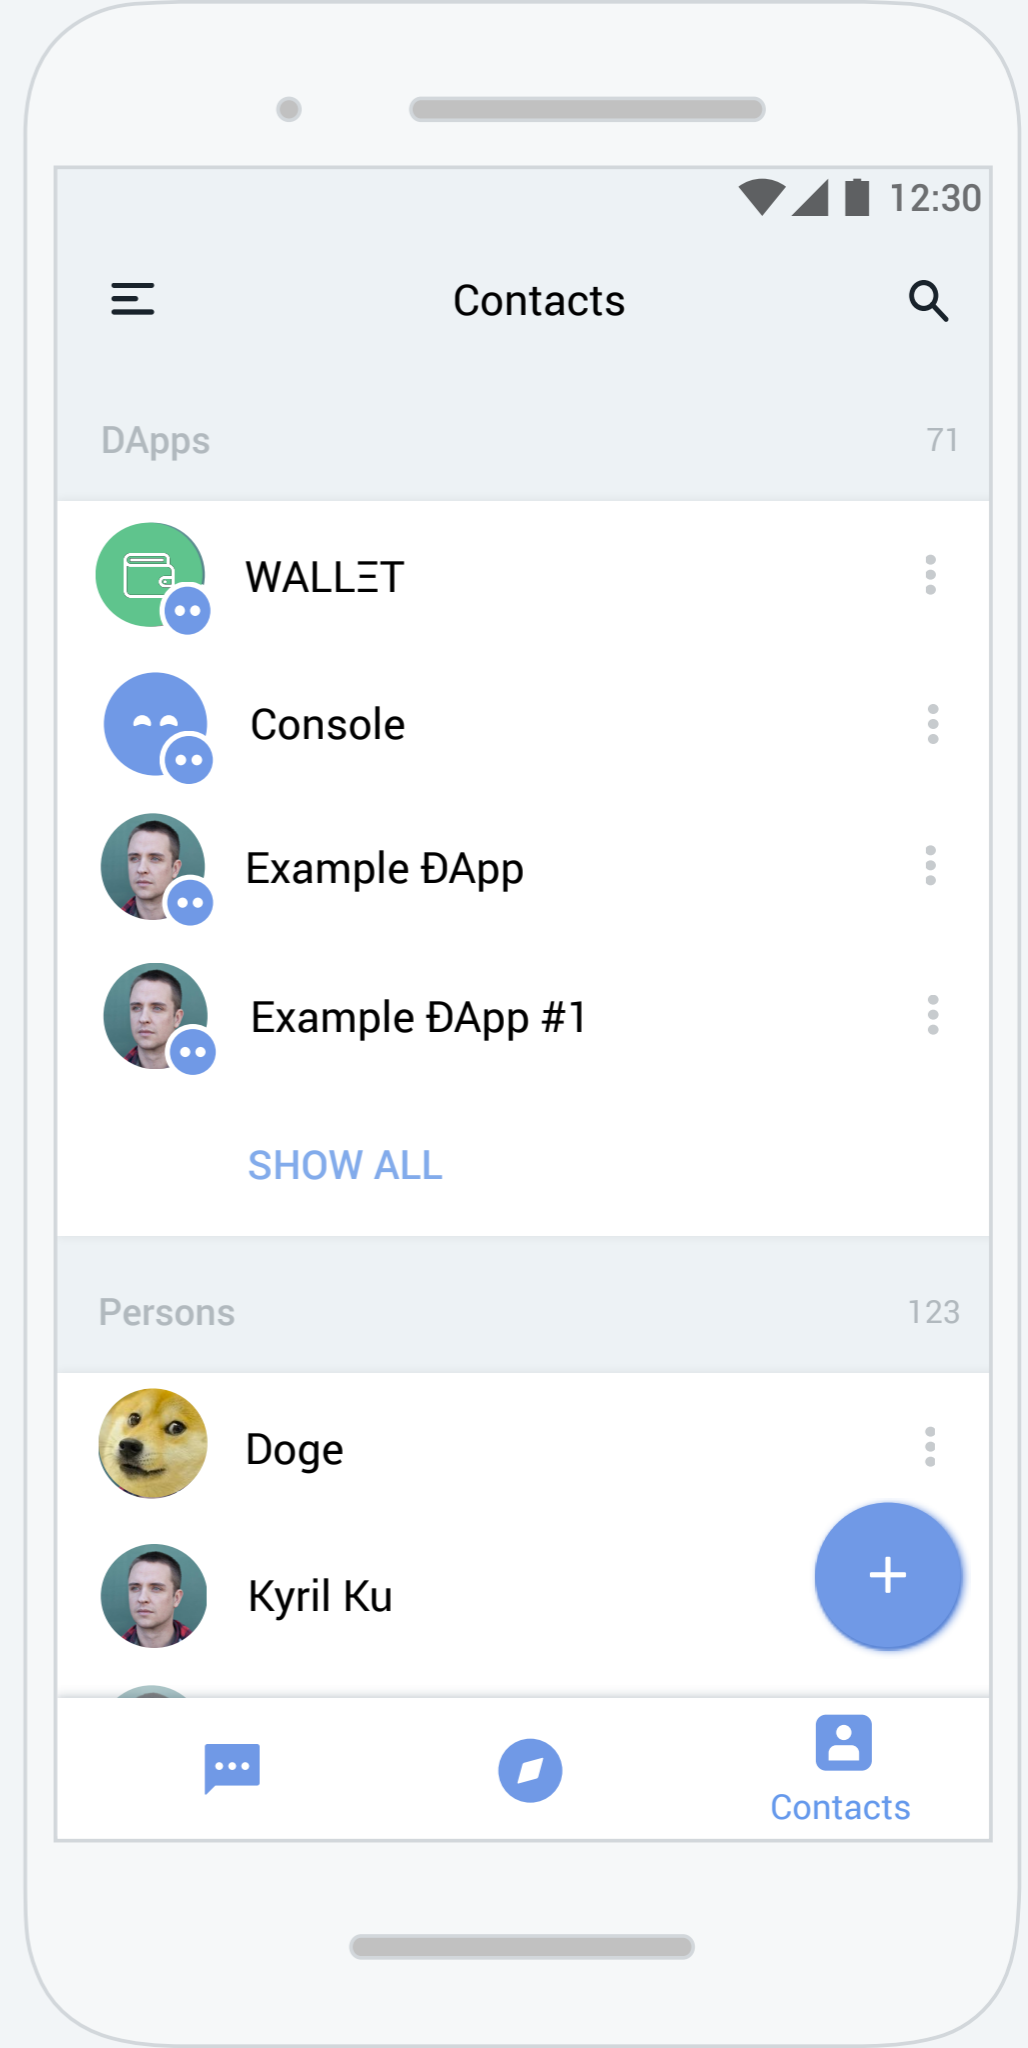 12:30
Contacts
DApps 71
WALLΞT
Console
Example ĐApp
Example ĐApp #1
SHOW ALL
Persons 123
Doge
Kyril Ku
Contacts